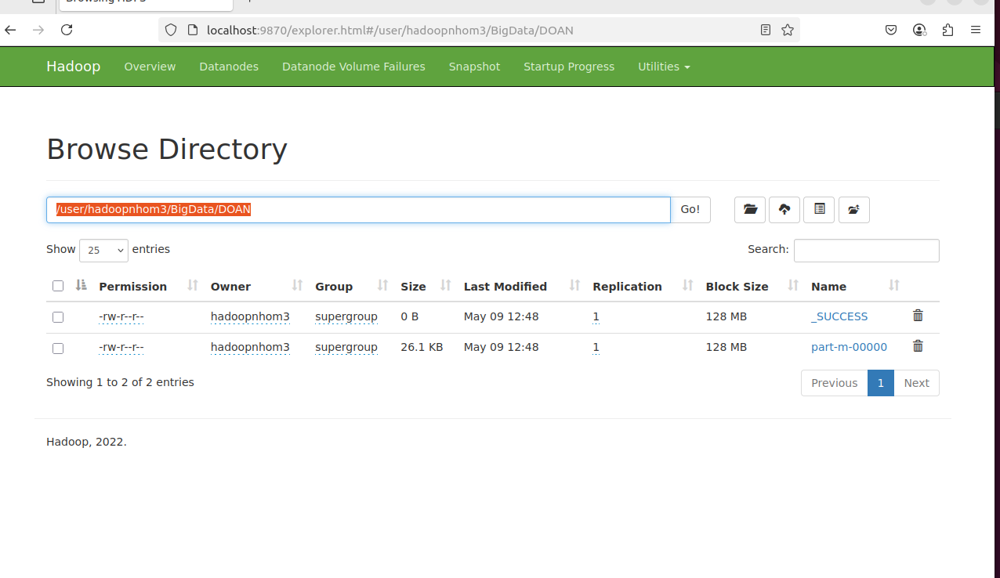 Browsing HDFS
localhost:9870/explorer.html#/user/hadoopnhom3/BigData/DOAN
Hadoop Overview Datanodes Datanode Volume Failures Snapshot Startup Progress Utilities
Browse Directory
/user/hadoopnhom3/BigData/DOAN Go!
Show 25 entries Search:
Permission Owner Group Size Last Modified Replication Block Size Name
-rw-r--r-- hadoopnhom3 supergroup 0 B May 09 12:48 1 128 MB _SUCCESS
-rw-r--r-- hadoopnhom3 supergroup 26.1 KB May 09 12:48 1 128 MB part-m-00000
Showing 1 to 2 of 2 entries Previous 1 Next
Hadoop, 2022.